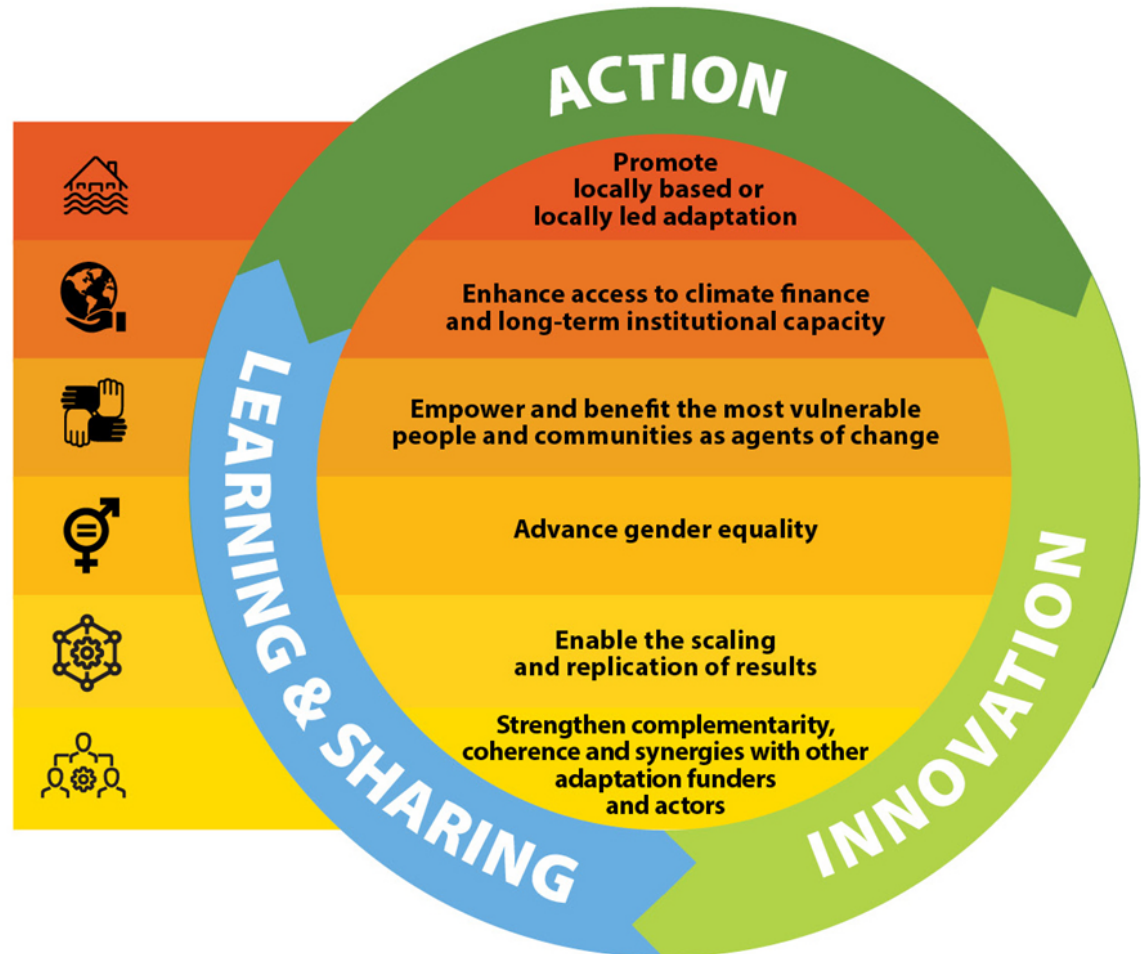 ACTION
Promote
locally based or
locally led adaptation
Enhance access to climate finance
and long-term institutional capacity
Empower and benefit the most vulnerable
people and communities as agents of change
Advance gender equality
Enable the scaling
and replication of results
Strengthen complementarity,
coherence and synergies with other
adaptation funders
and actors
INNOVATION
LEARNING & SHARING